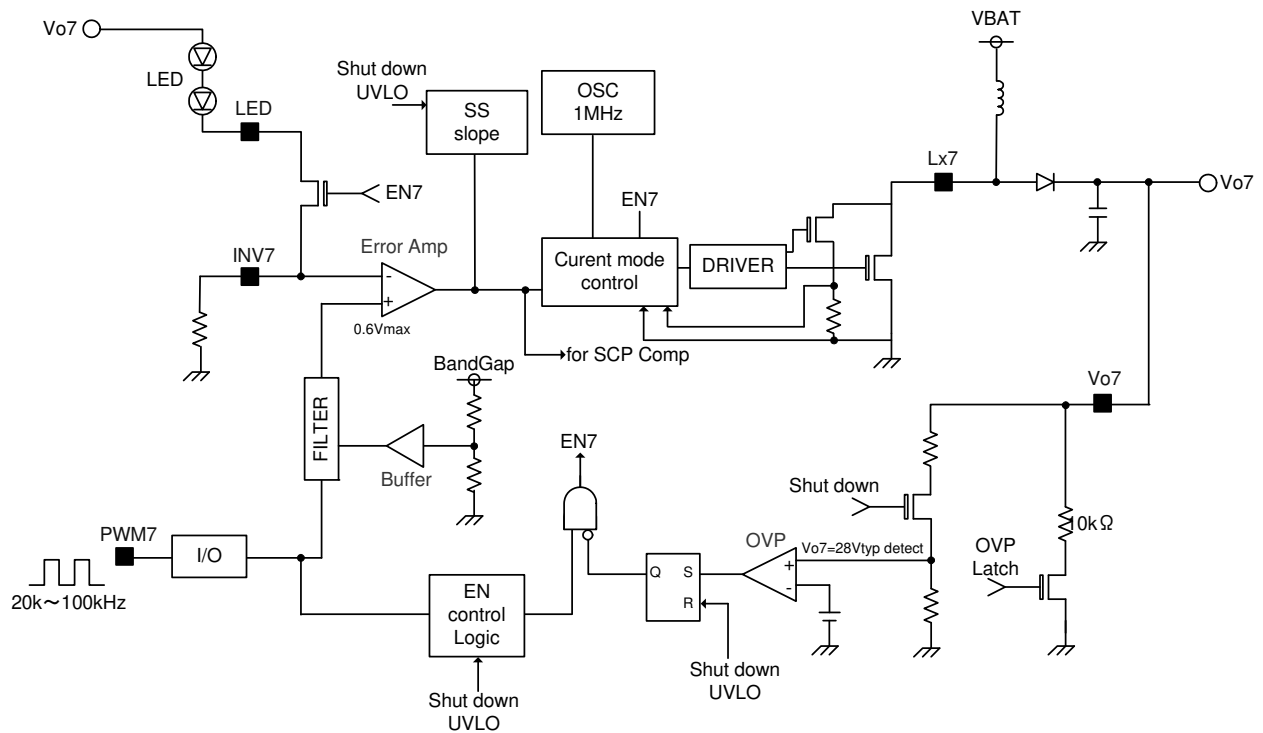 Vo7
LED
LED
Shut down
UVLO
SS
slope
OSC
1MHz
VBAT
Lx7
Vo7
EN7
EN7
INV7
Error Amp
-
+
0.6Vmax
Curent mode
control
DRIVER
for SCP Comp
BandGap
FILTER
Buffer
Vo7
EN7
Shut down
10kΩ
PWM7
I/O
20k～100kHz
EN
control
Logic
Shut down
UVLO
Q
S
R
Shut down
UVLO
OVP
+
-
Vo7=28Vtyp detect
OVP
Latch